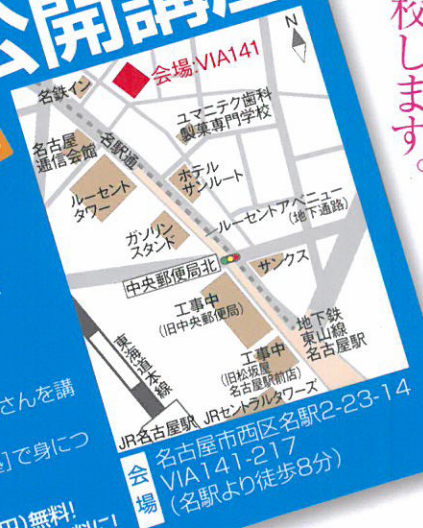 公開講座
校します。
N
会場:VIA141
名鉄イン
ユマニテク歯科
製菓専門学校
名古屋
逓信会館
名駅通
ホテル
サンルート
ルーセント
タワー
ルーセントアベニュー
(地下通路)
ガソリン
スタンド
サンクス
中央郵便局北
工事中
(旧中央郵便局)
地下鉄
東山線
名古屋駅
東海道本線
工事中
(旧松坂屋
名古屋駅前店)
JR名古屋駅 JRセントラルタワーズ
さんを講
で身につ
円)無料!
会場
名古屋市西区名駅2-23-14
VIA141-217
(名駅より徒歩8分)